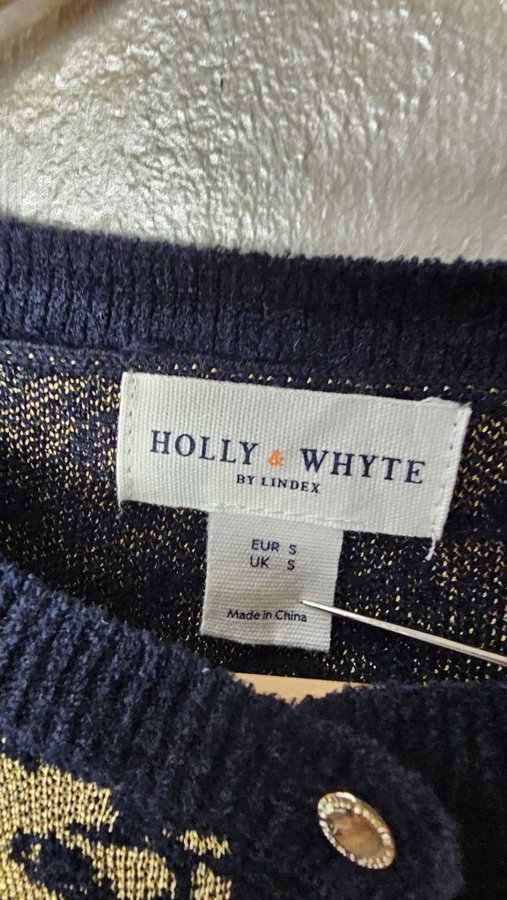 HOLLY & WHYTE
BY LINDEX
EUR S
UK S
Made in China